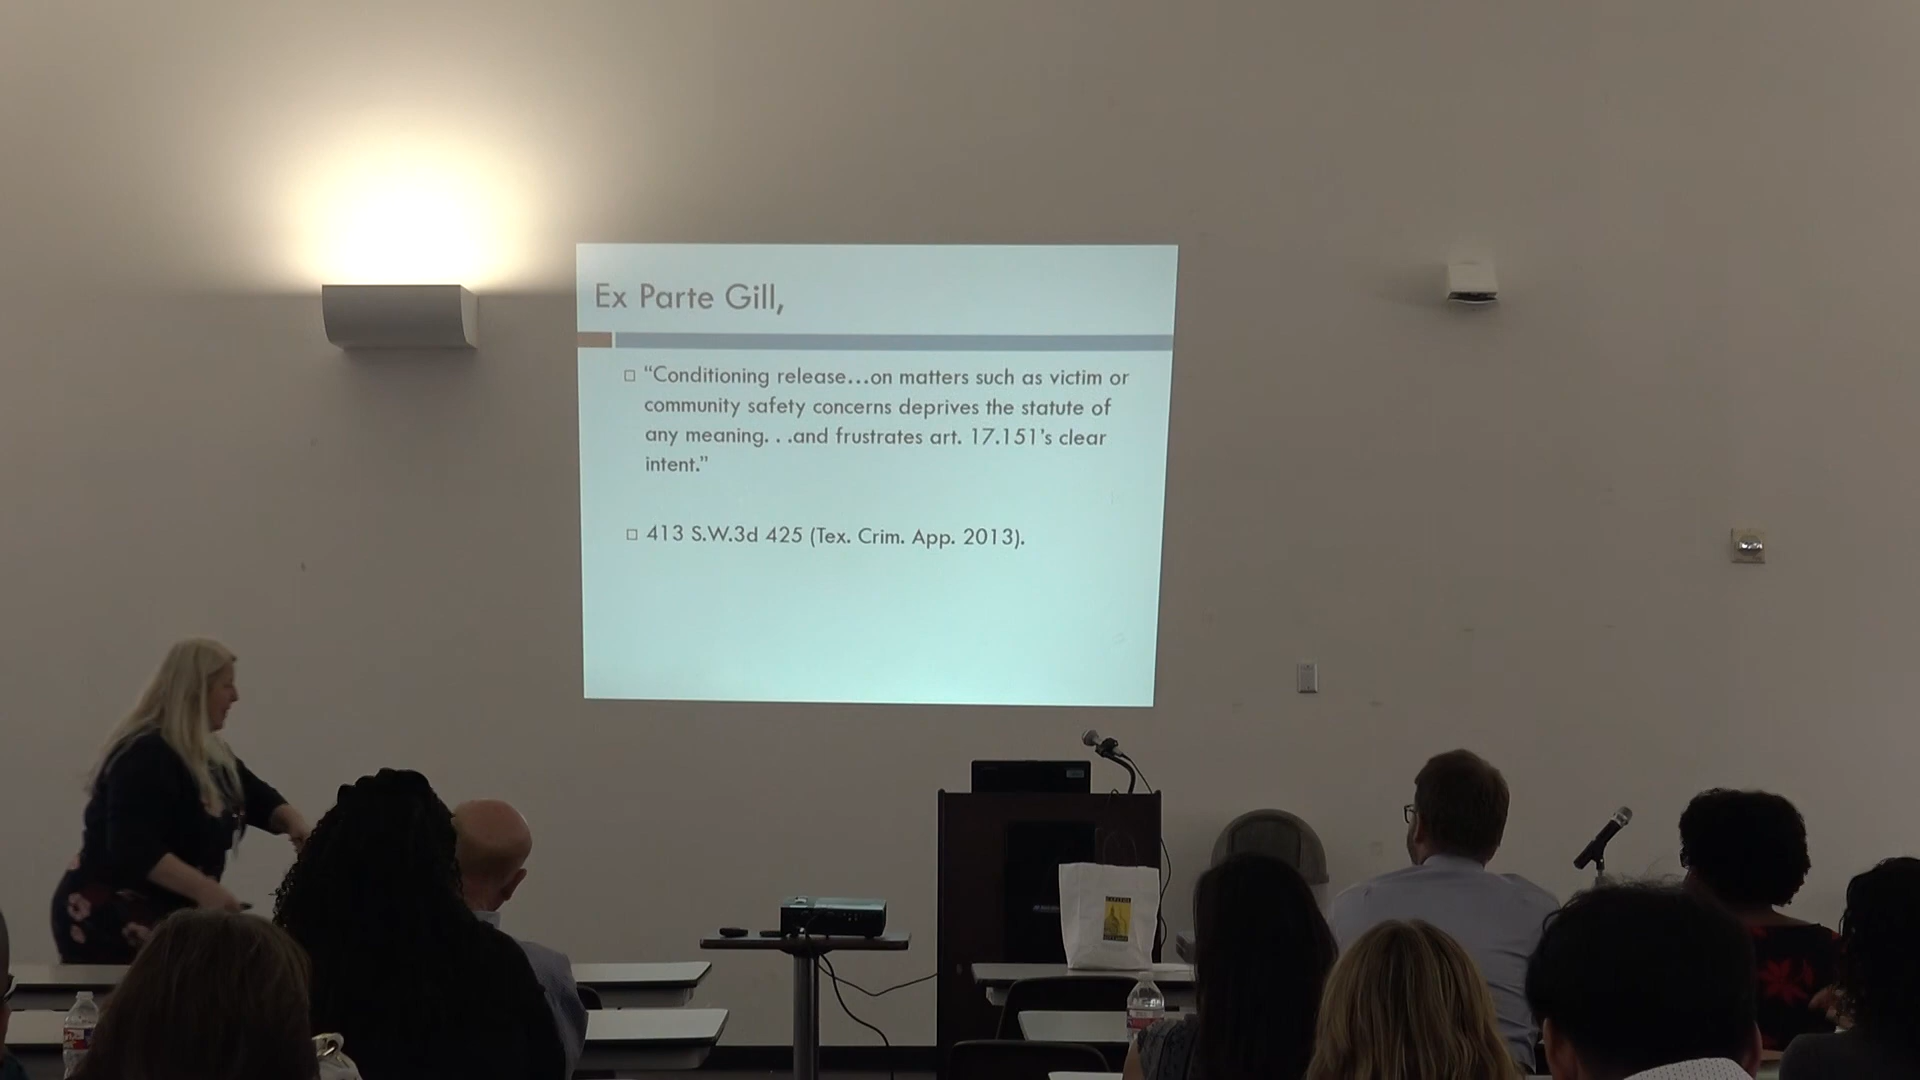 Ex Parte Gill,
“Conditioning release...on matters such as victim or
community safety concerns deprives the statute of
any meaning. . .and frustrates art. 17.151’s clear
intent.”
413 S.W.3d 425 (Tex. Crim. App. 2013).